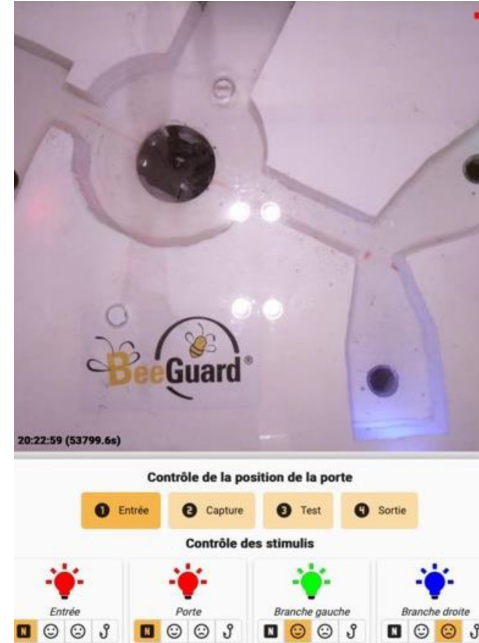 BeeGuard®
20:22:59 (53799.6s)
Contrôle de la position de la porte
1 Entrée 2 Capture 3 Test 4 Sortie
Contrôle des stimulis
Entrée Porte Branche gauche Branche droite
N N N N